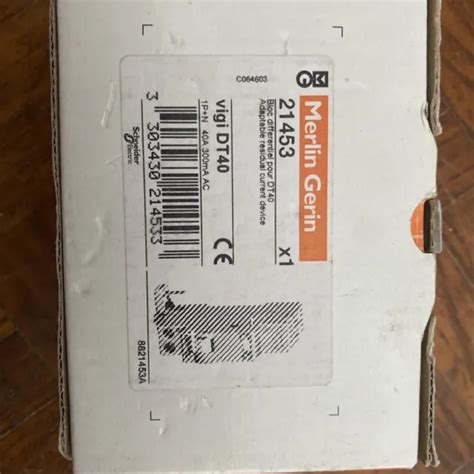 C064603
Merlin Gerin
21453
x1
Bloc différentiel pour DT40
Adaptable residual current device
Vigi DT40
1P+N 40A 300mA AC
CE
3 303430 214533
Schneider
Electric
8821453A